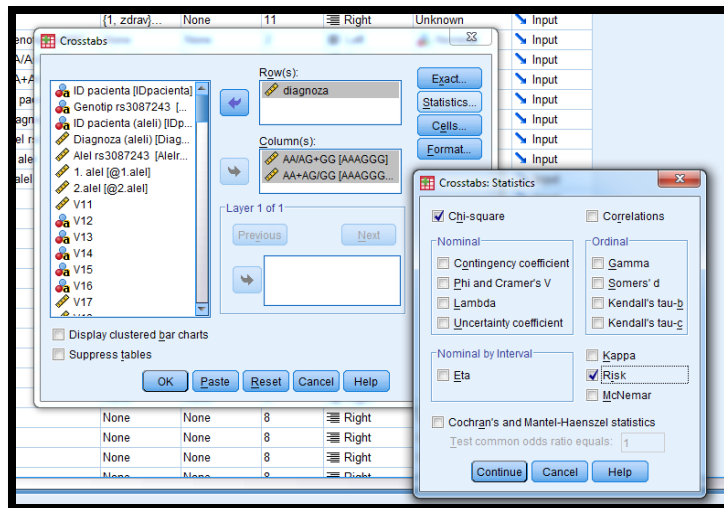 {1, zdrav}... None 11 Right Unknown Input
Crosstabs
Input
Input
Input
Input
Input
Input
Input
Input
ID pacienta [IDpacienta]
Genotip rs3087243 [...
ID pacienta (aleli) [IDp...
Diagnoza (aleli) [Diag...
Alel rs3087243 [Alelr...
1. alel [@1.alel]
2.alel [@2.alel]
V11
V12
V13
V14
V15
V16
V17
Row(s):
diagnoza
Column(s):
AA/AG+GG [AAAGGG]
AA+AG/GG [AAAGGG...
Layer 1 of 1
Previous Next
Exact...
Statistics...
Cells...
Format...
Display clustered bar charts
Suppress tables
OK Paste Reset Cancel Help
Crosstabs: Statistics
Chi-square Correlations
Nominal
Contingency coefficient
Phi and Cramer's V
Lambda
Uncertainty coefficient
Ordinal
Gamma
Somers' d
Kendall's tau-b
Kendall's tau-c
Nominal by Interval
Eta
Kappa
Risk
McNemar
Cochran's and Mantel-Haenszel statistics
Test common odds ratio equals: 1
Continue Cancel Help
None None 8 Right
None None 8 Right
None None 8 Right
None None 8 Right